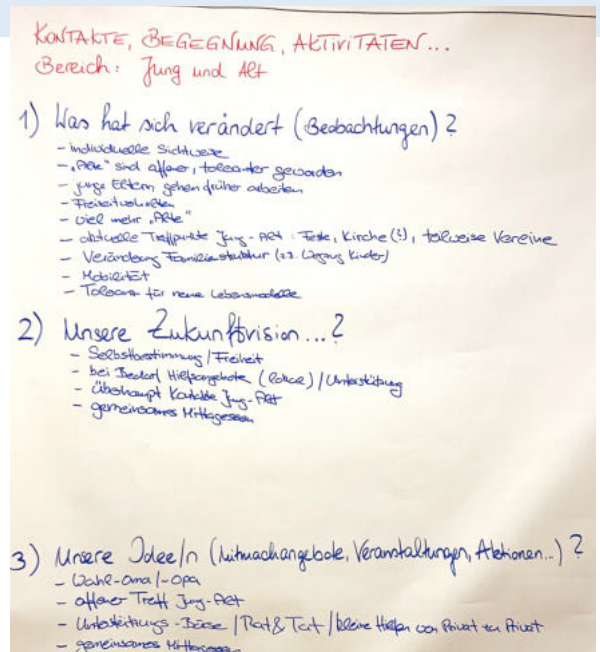 KONTAKTE, BEGEGNUNG, AKTIVITÄTEN...
Bereich: Jung und Alt
1) Was hat sich verändert (Beobachtungen)?
- individuelle Sichtweise
- "Alte" sind offener, toleranter geworden
- junge Eltern gehen früher arbeiten
- Freizeitverhalten
- viel mehr "Alte"
- aktuelle Treffpunkte Jung-Alt: Feste, Kirche (?), teilweise Vereine
- Veränderung Familienstruktur (z.B. Wegzug Kinder)
- Mobilität
- Toleranz für neue Lebensmodelle
2) Unsere Zukunftsvision...?
- Selbstbestimmung / Freiheit
- bei Bedarf Hilfsangebote (lokal) / Unterstützung
- überhaupt Kontakte Jung-Alt
- gemeinsames Mittagessen
3) Unsere Idee/n (Mitmachangebote, Veranstaltungen, Aktionen...)?
- Wahl-oma/-opa
- offener Treff Jung-Alt
- Unterstützungs-Börse / Rat & Tat / kleine Hilfen von Privat zu Privat
- gemeinsames Mittagessen